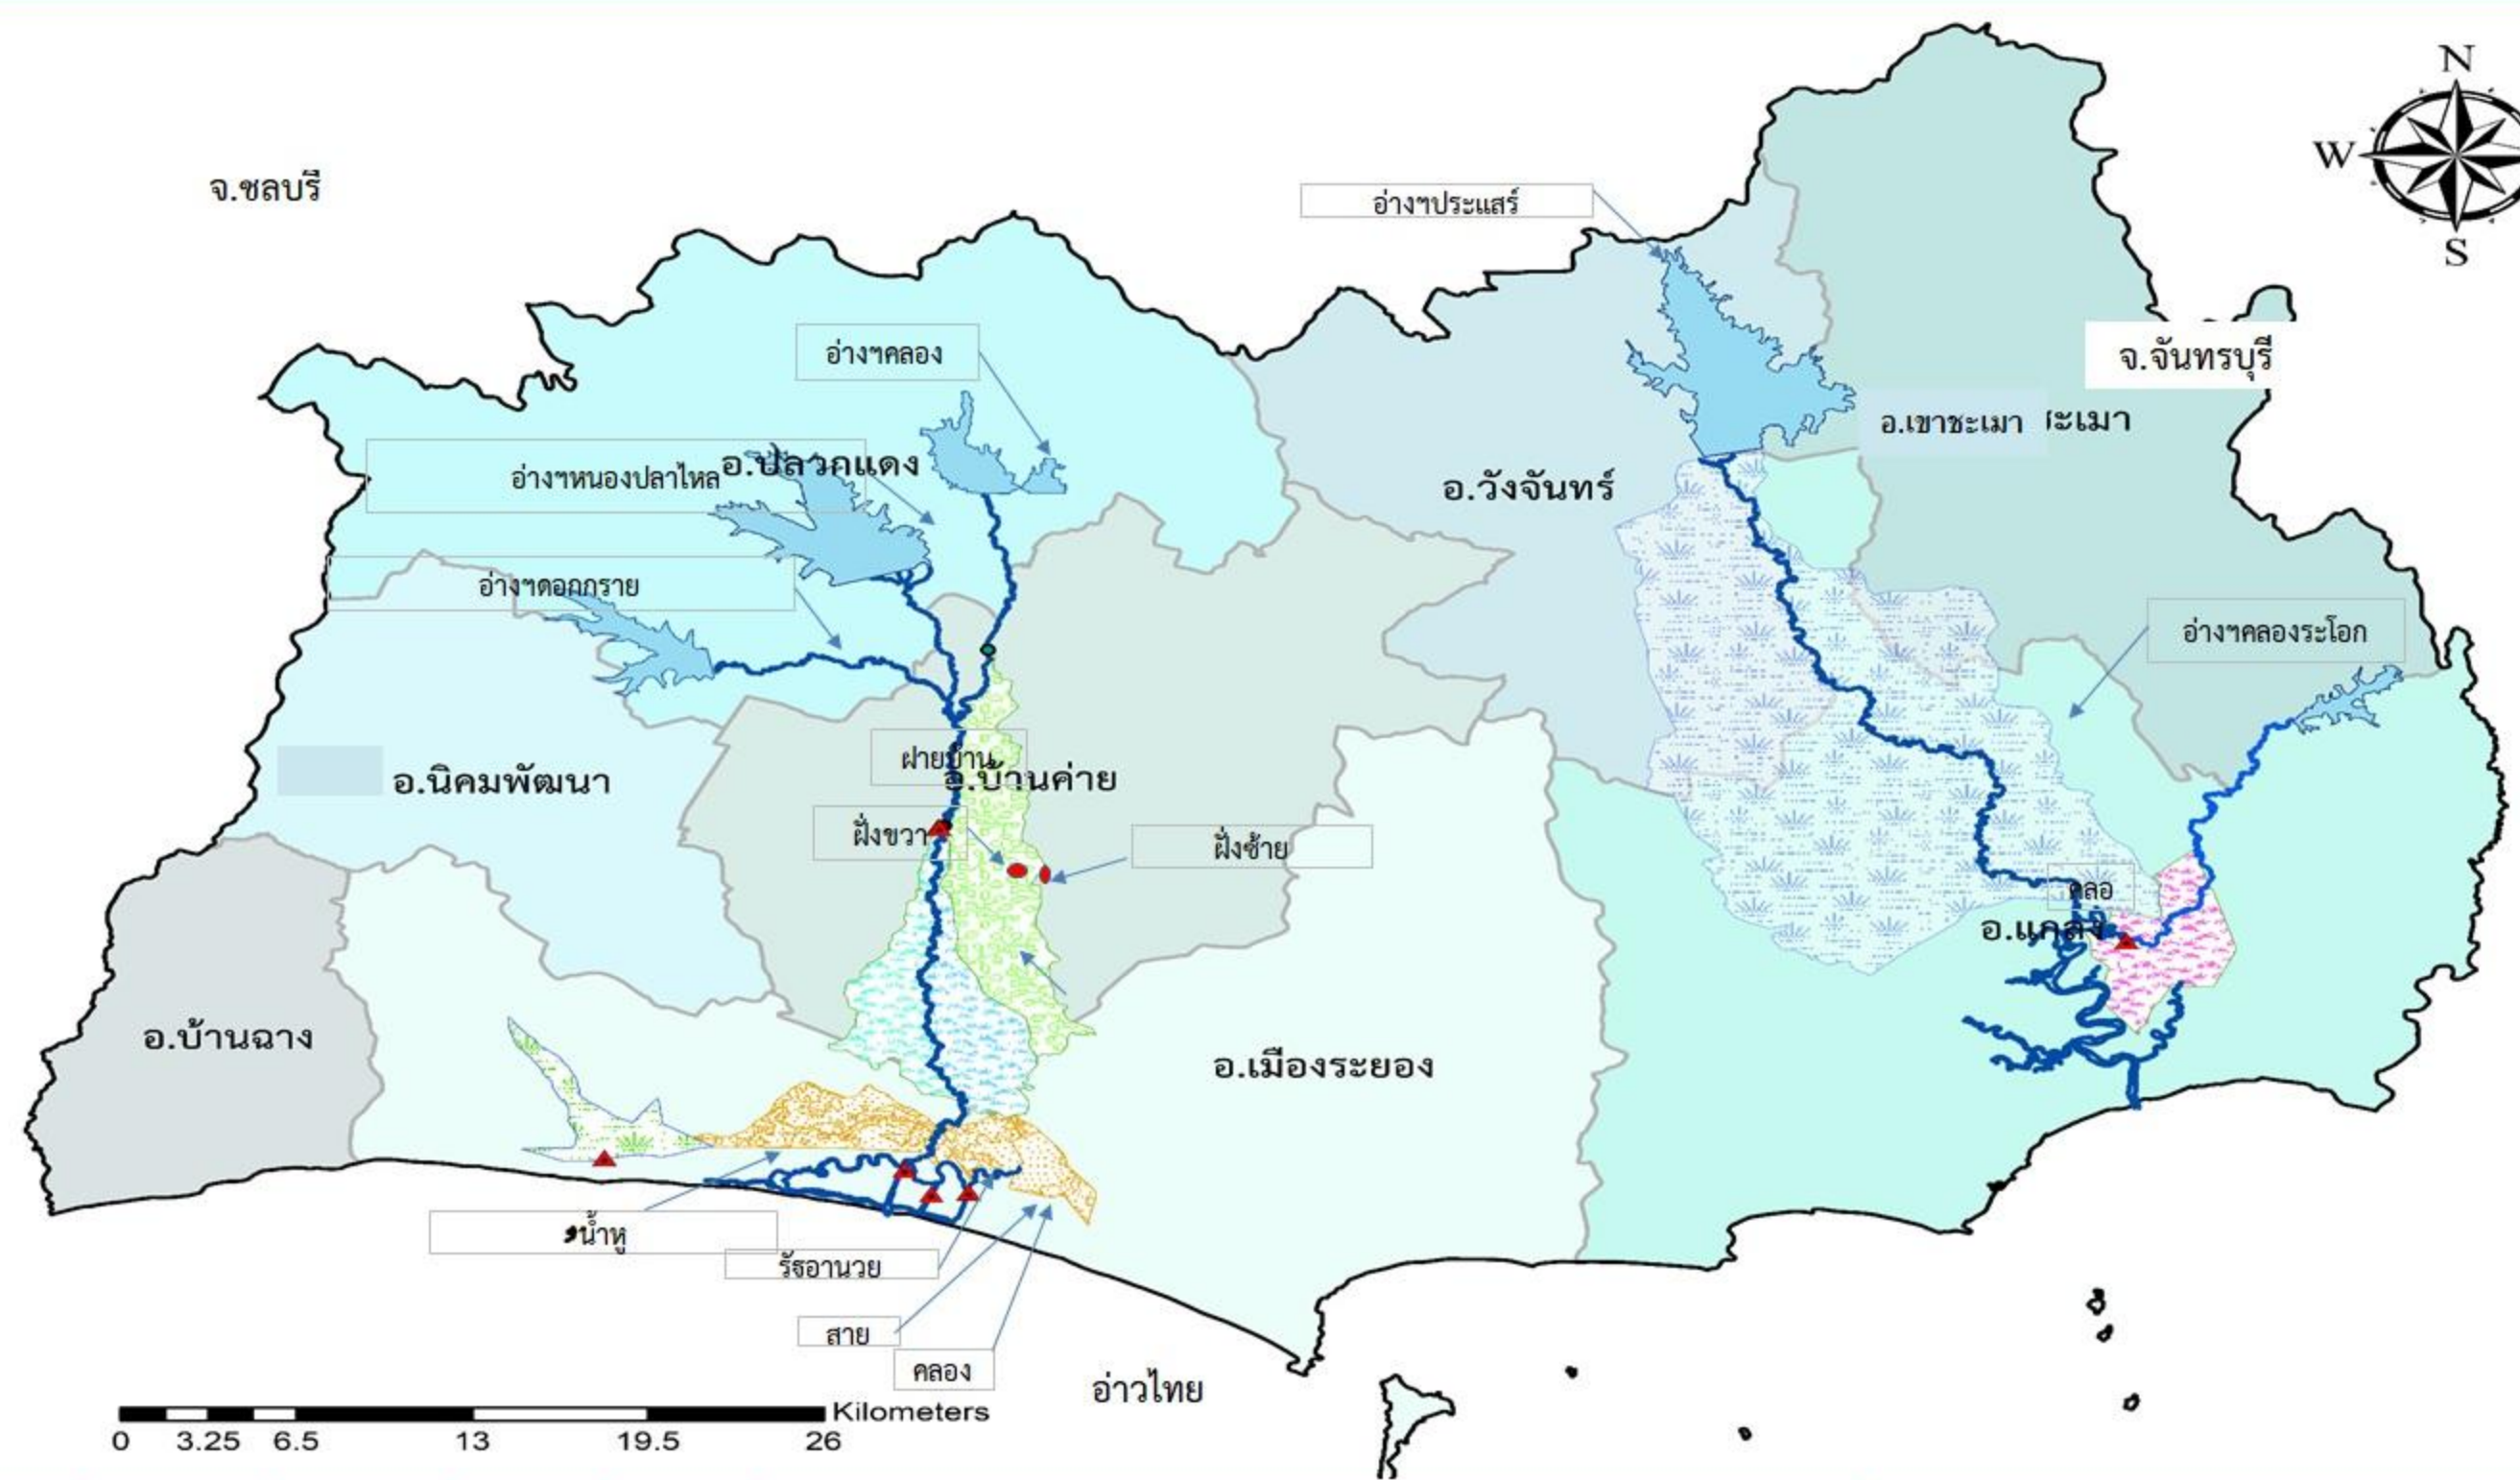 N
W
S
จ.ชลบุรี
อ่างฯประแสร์
อ่างฯคลอง
จ.จันทรบุรี
อ.เขาชะเมา
ชะเมา
อ.ปลวกแดง
อ่างฯหนองปลาไหล
อ.วังจันทร์
อ่างฯดอกกราย
อ่างฯคลองระโอก
ฝายบ้าน
อ.บ้านค่าย
อ.นิคมพัฒนา
ฝั่งขวา
ฝั่งซ้าย
คลอ
อ.แกลง
อ.บ้านฉาง
อ.เมืองระยอง
น้ำหู
รัฐอานวย
สาย
คลอง
อ่าวไทย
Kilometers
0 3.25 6.5 13 19.5 26